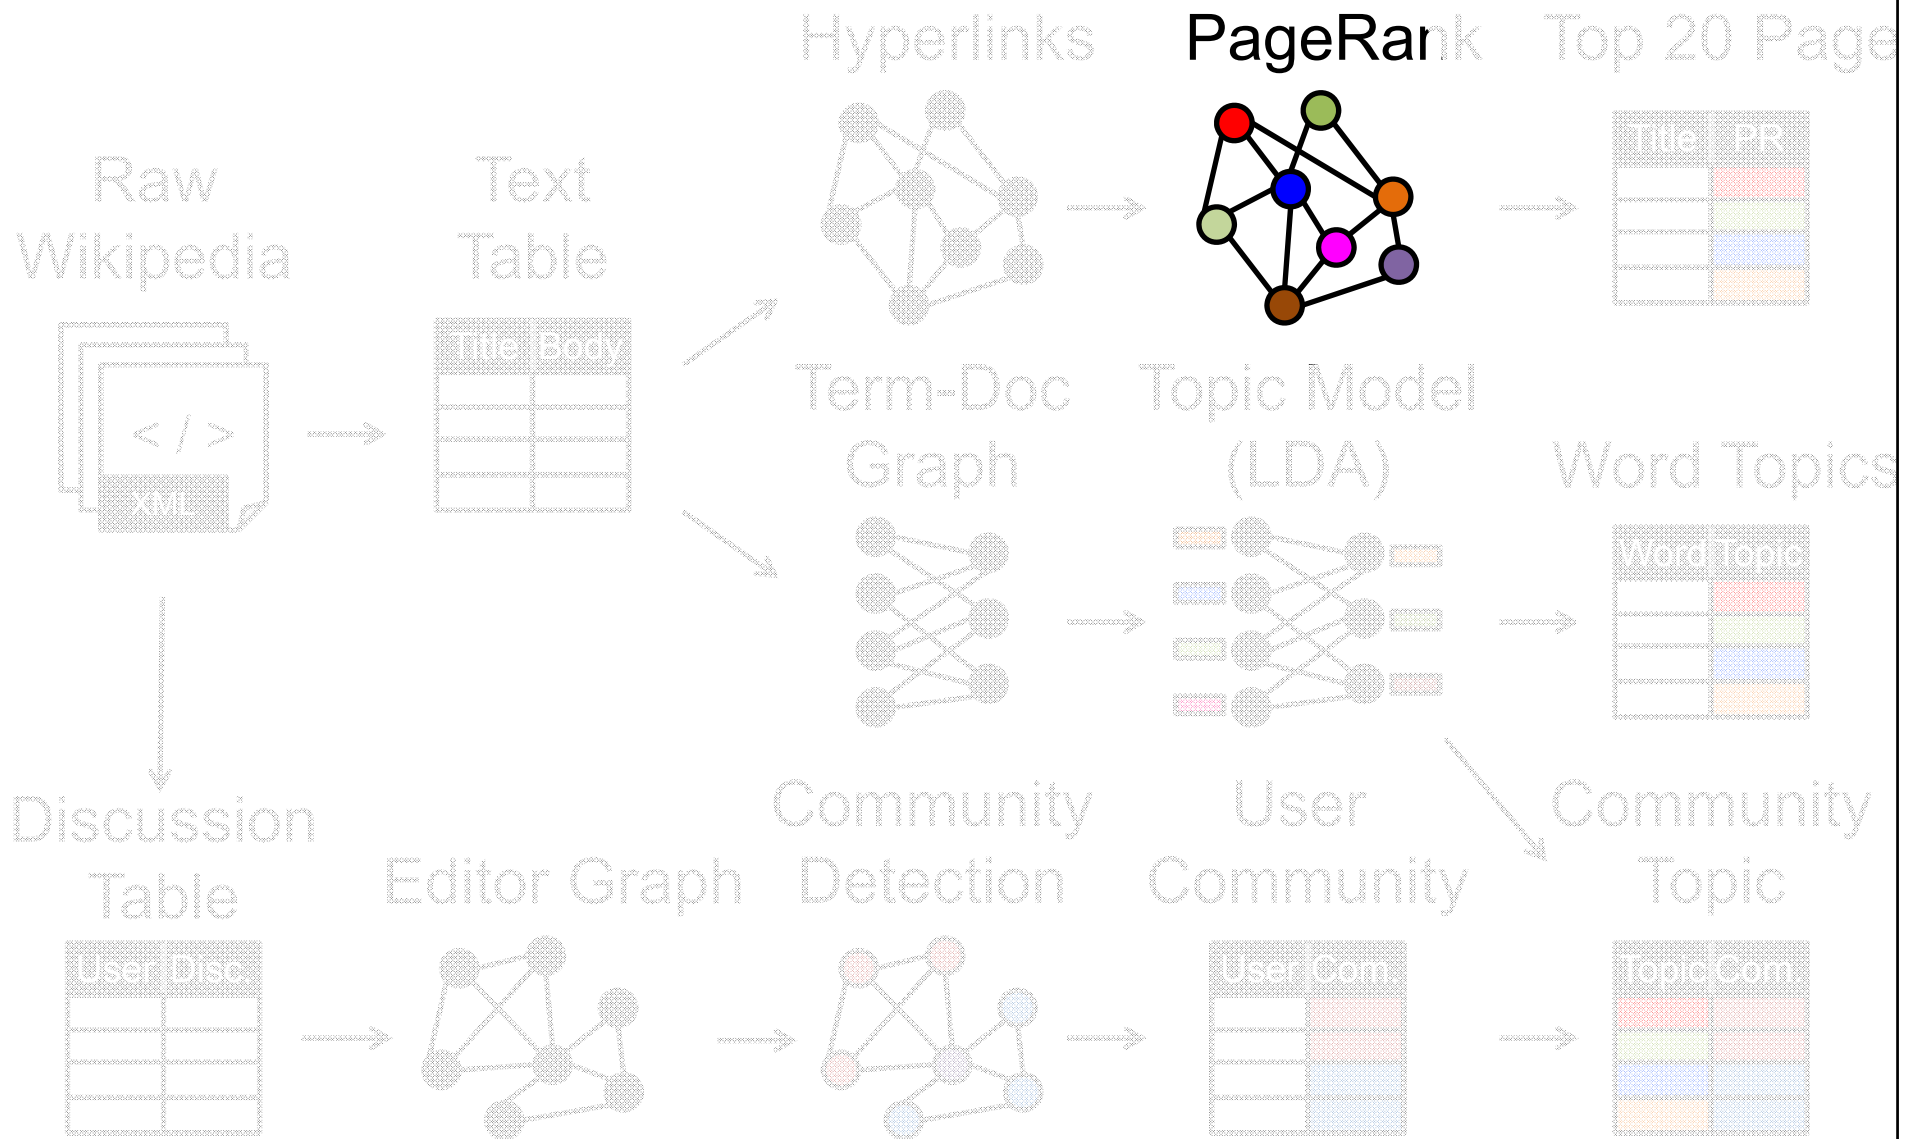 Hyperlinks
PageRank
Top 20 Page
Title PR
Raw
Wikipedia
Text
Table
< / >
XML
Title Body
Term-Doc
Graph
Topic Model
(LDA)
Word Topics
Word Topic
Discussion
Table
User Disc.
Editor Graph
Community
Detection
User
Community
User Com.
Community
Topic
Topic Com.